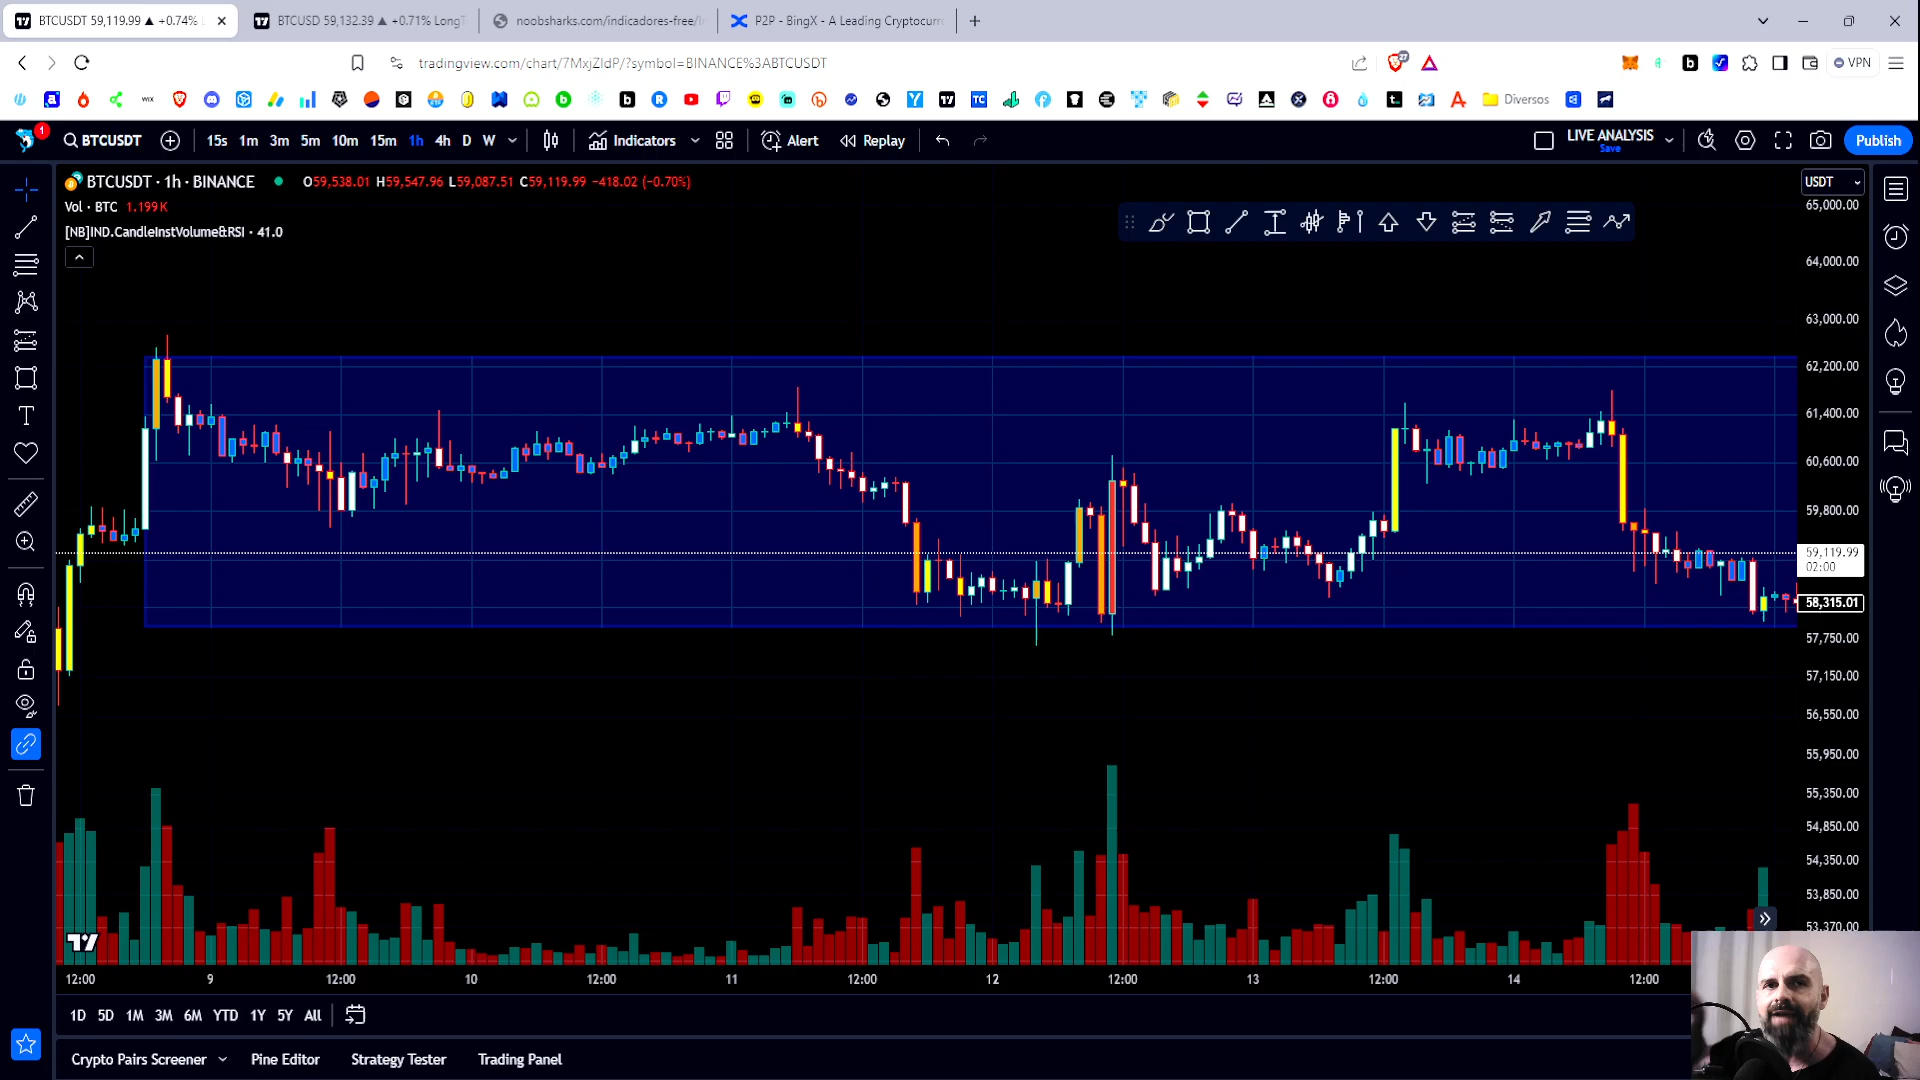 BTCUSDT 59,119.99 ▲ +0.74%
BTCUSD 59,132.39 ▲ +0.71% LongT
noobsharks.com/indicadores-free/
P2P - BingX - A Leading Cryptocurr
tradingview.com/chart/7MxjZIdP/?symbol=BINANCE%3ABTCUSDT
VPN
Diversos
1
BTCUSDT
15s 1m 3m 5m 10m 15m 1h 4h D W
Indicators
Alert
Replay
LIVE ANALYSIS
Save
Publish
BTCUSDT · 1h · BINANCE
O59,538.01 H59,547.96 L59,087.51 C59,119.99 −418.02 (−0.70%)
USDT
Vol · BTC 1.199K
[NB]IND.CandleInstVolume&RSI · 41.0
65,000.00
64,000.00
63,000.00
62,200.00
61,400.00
60,600.00
59,800.00
59,119.99
02:00
58,315.01
57,750.00
57,150.00
56,550.00
55,950.00
55,350.00
54,850.00
54,350.00
53,850.00
53,370.00
12:00 9 12:00 10 12:00 11 12:00 12 12:00 13 12:00 14 12:00
1D 5D 1M 3M 6M YTD 1Y 5Y All
Crypto Pairs Screener
Pine Editor
Strategy Tester
Trading Panel